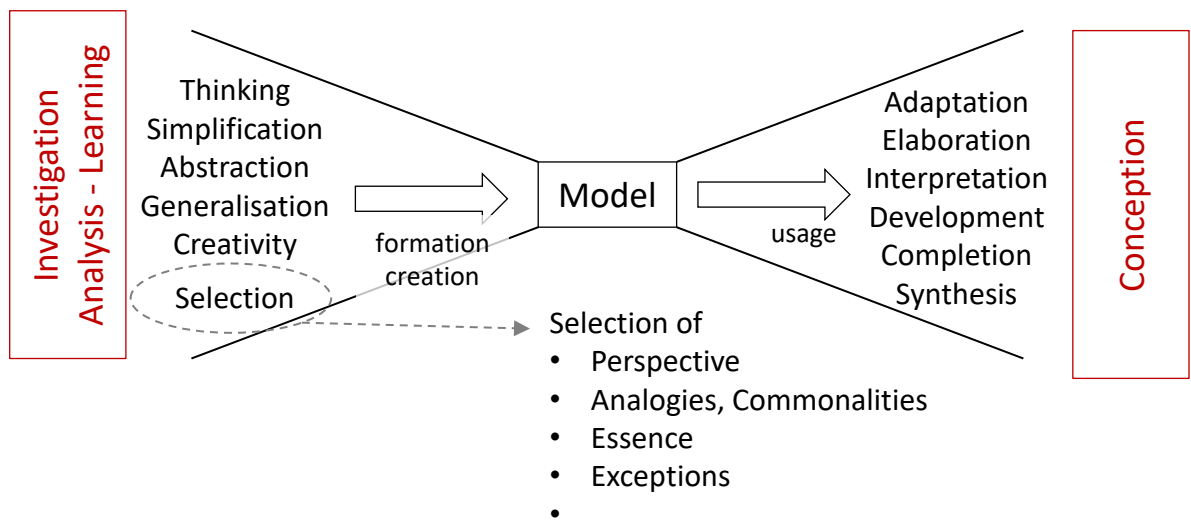 Investigation
Analysis - Learning
Thinking
Simplification
Abstraction
Generalisation
Creativity
Selection
formation
creation
Model
usage
Adaptation
Elaboration
Interpretation
Development
Completion
Synthesis
Conception
Selection of
• Perspective
• Analogies, Commonalities
• Essence
• Exceptions
•